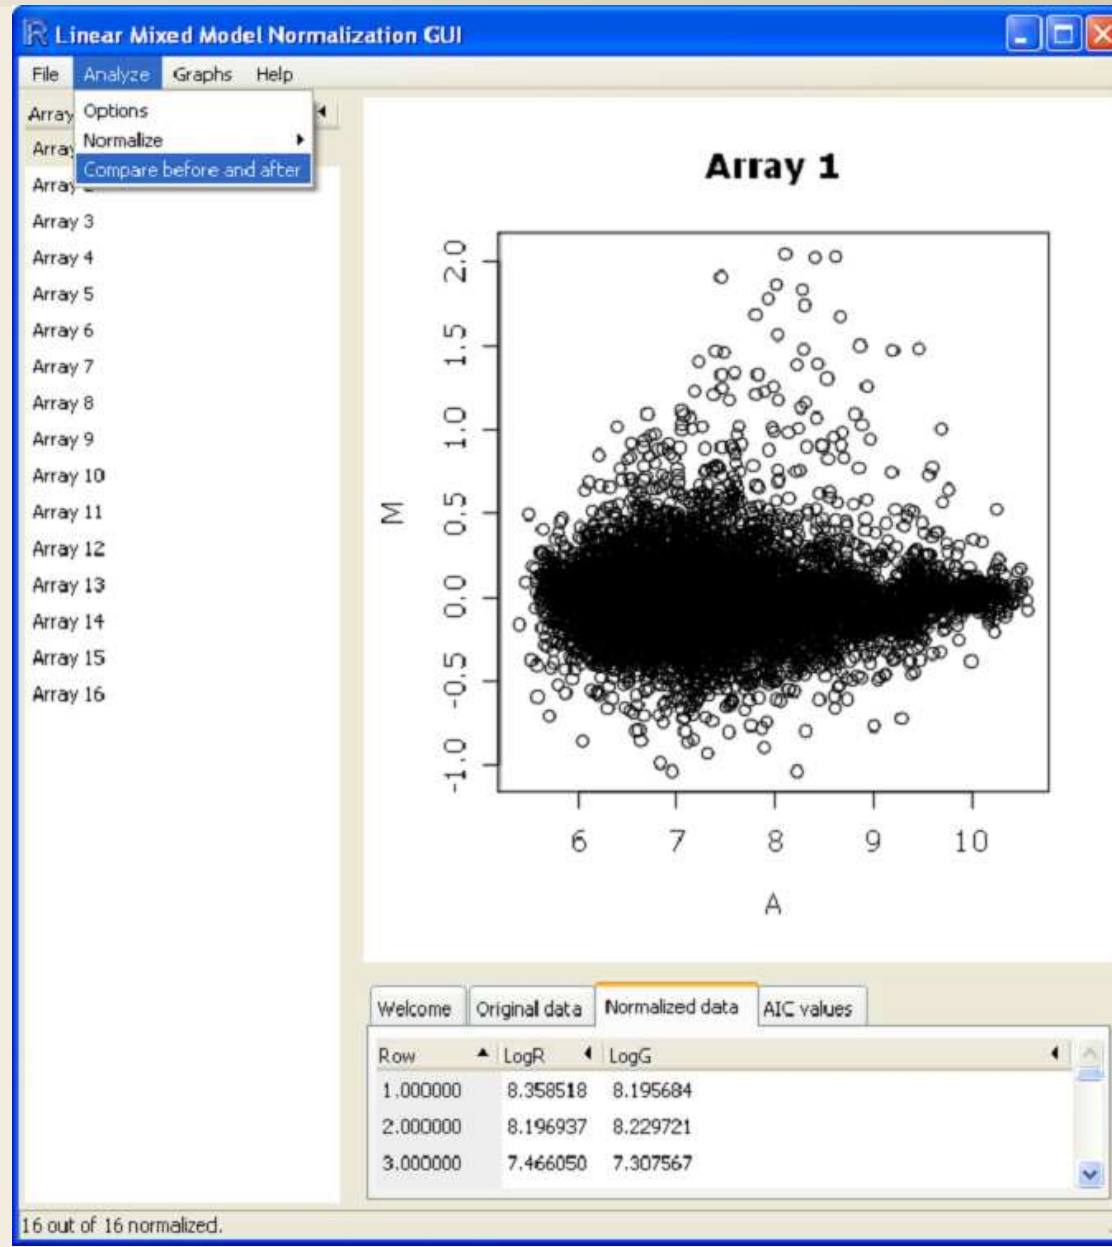 Linear Mixed Model Normalization GUI
File Analyze Graphs Help
Array
Options
Normalize
Compare before and after
Array
Array 2
Array 3
Array 4
Array 5
Array 6
Array 7
Array 8
Array 9
Array 10
Array 11
Array 12
Array 13
Array 14
Array 15
Array 16
Array 1
2.0
1.5
1.0
0.5
0.0
-0.5
-1.0
M
6 7 8 9 10
A
Welcome Original data Normalized data AIC values
Row LogR LogG
1.000000 8.358518 8.195684
2.000000 8.196937 8.229721
3.000000 7.466050 7.307567
16 out of 16 normalized.